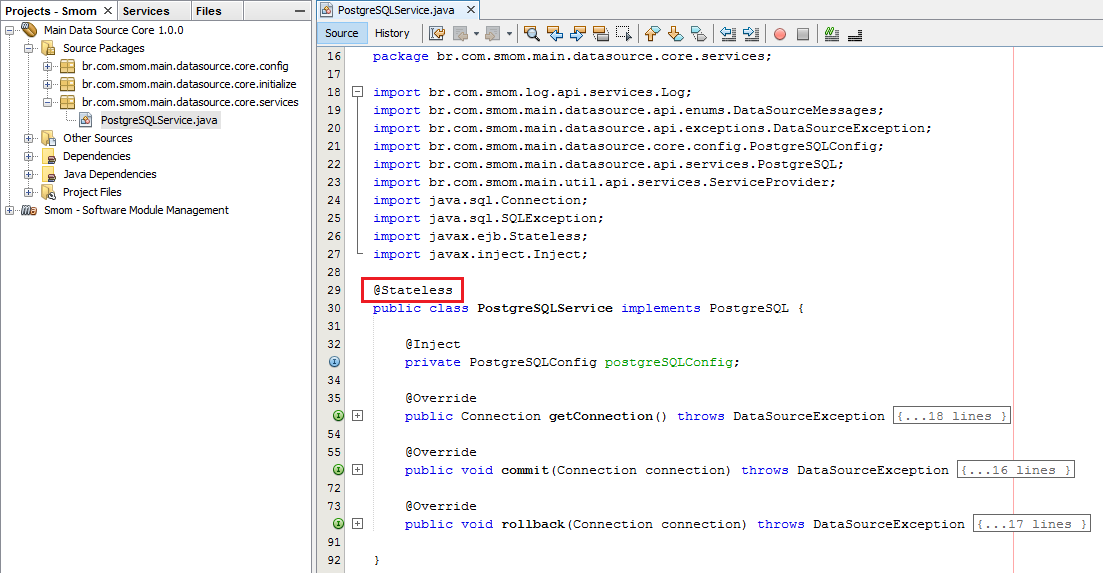 Projects - Smom
Services
Files
Main Data Source Core 1.0.0
Source Packages
br.com.smom.main.datasource.core.config
br.com.smom.main.datasource.core.initialize
br.com.smom.main.datasource.core.services
PostgreSQLService.java
Other Sources
Dependencies
Java Dependencies
Project Files
Smom - Software Module Management
PostgreSQLService.java
Source History
16 package br.com.smom.main.datasource.core.services;
17
18 import br.com.smom.log.api.services.Log;
19 import br.com.smom.main.datasource.api.enums.DataSourceMessages;
20 import br.com.smom.main.datasource.api.exceptions.DataSourceException;
21 import br.com.smom.main.datasource.core.config.PostgreSQLConfig;
22 import br.com.smom.main.datasource.api.services.PostgreSQL;
23 import br.com.smom.main.util.api.services.ServiceProvider;
24 import java.sql.Connection;
25 import java.sql.SQLException;
26 import javax.ejb.Stateless;
27 import javax.inject.Inject;
28
29 @Stateless
30 public class PostgreSQLService implements PostgreSQL {
31
32 @Inject
private PostgreSQLConfig postgreSQLConfig;
34
35 @Override
public Connection getConnection() throws DataSourceException {...18 lines }
54
55 @Override
public void commit(Connection connection) throws DataSourceException {...16 lines }
72
73 @Override
public void rollback(Connection connection) throws DataSourceException {...17 lines }
91
92 }